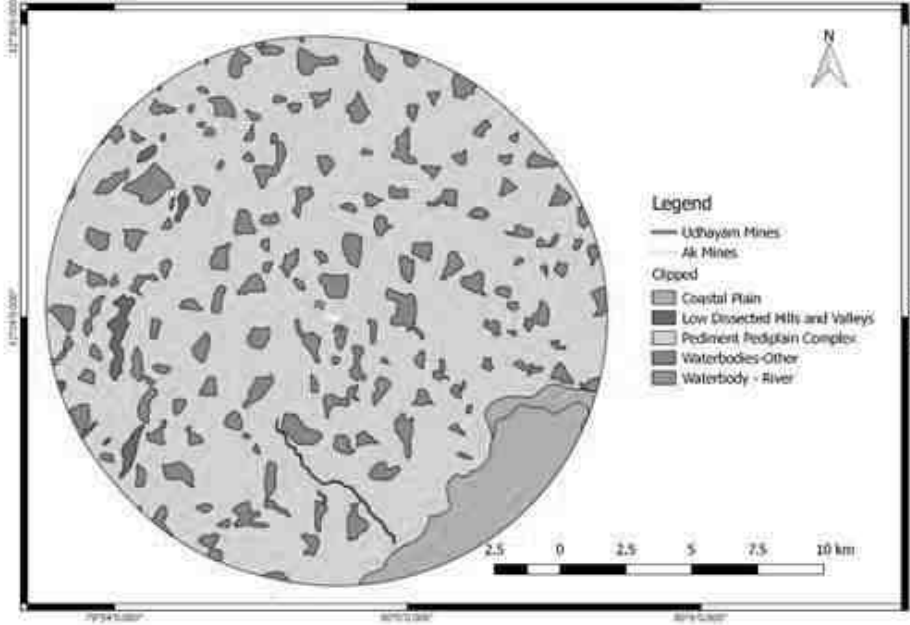 N
Legend
Udhayam Mines
Ak Mines
Clipped
Coastal Plain
Low Dissected Hills and Valleys
Pediment Pediplain Complex
Waterbodies-Other
Waterbody - River
2.5 0 2.5 5 7.5 10 km